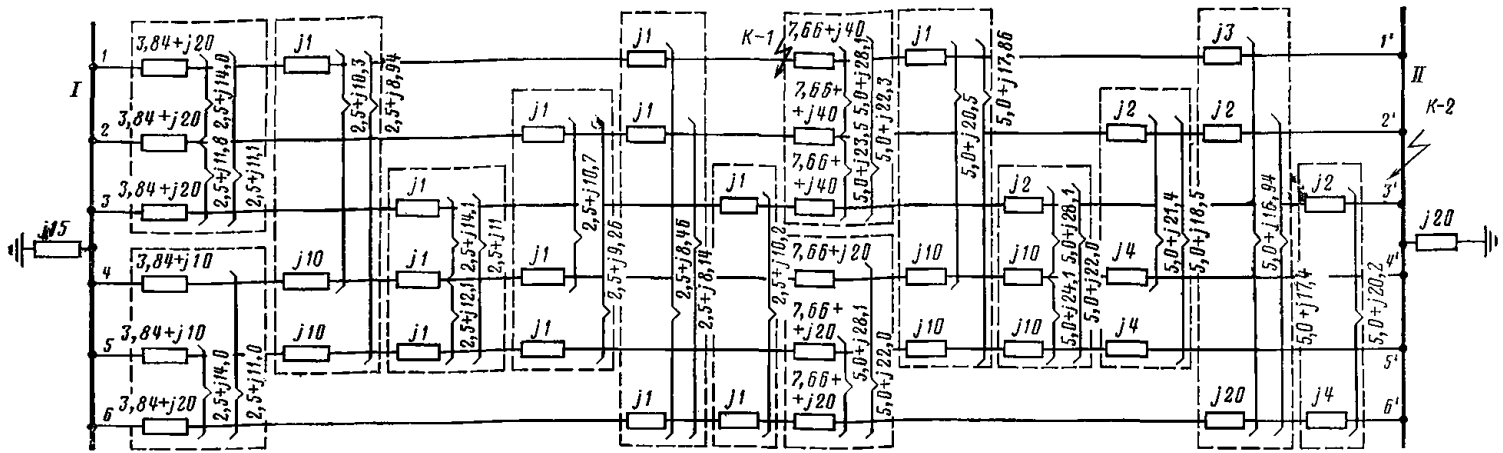 I
j15
1
2
3
4
5
6
3,84+j20
3,84+j20
3,84+j20
2,5+j11,8
2,5+j14,0
2,5+j11,1
3,84+j10
3,84+j10
3,84+j20
2,5+j14,0
2,5+j11,0
j1
j10
j10
2,5+j10,3
2,5+j8,94
j1
j1
j1
2,5+j12,1
2,5+j14,1
2,5+j11
j1
j1
j1
2,5+j10,7
2,5+j9,26
j1
j1
j1
2,5+j8,46
2,5+j8,14
j1
j1
2,5+j10,2
К-1
7,66+j40
7,66+
+j40
7,66+
+j40
5,0+j23,5
5,0+j28,1
5,0+j22,3
7,66+j20
7,66+
+j20
7,66+
+j20
5,0+j28,1
5,0+j22,0
j1
j10
j10
5,0+j20,5
5,0+j17,86
j2
j10
j10
5,0+j24,1
5,0+j28,1
5,0+j22,0
j2
j4
j4
5,0+j21,4
5,0+j18,5
j3
j2
j20
5,0+j16,94
5,0+j17,4
j2
j4
5,0+j20,2
1'
2'
3'
4'
5'
6'
II
К-2
j20